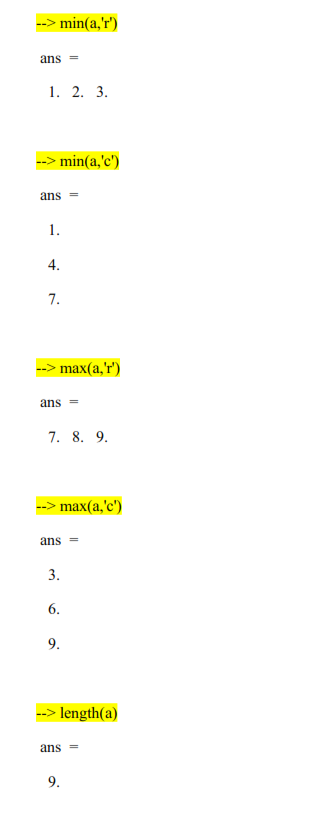 --> min(a,'r')
ans =
1. 2. 3.
--> min(a,'c')
ans =
1.
4.
7.
--> max(a,'r')
ans =
7. 8. 9.
--> max(a,'c')
ans =
3.
6.
9.
--> length(a)
ans =
9.